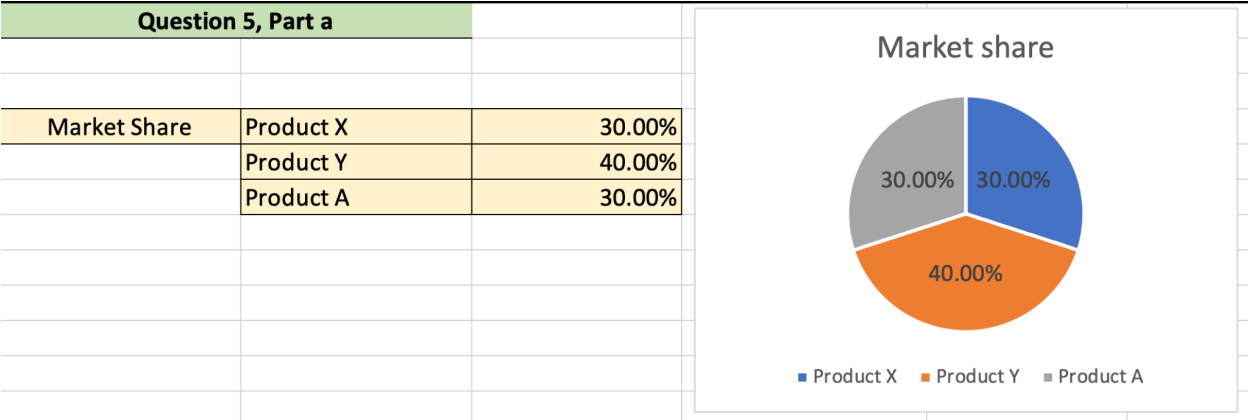 Question 5, Part a
Market Share Product X 30.00%
Product Y 40.00%
Product A 30.00%
Market share
30.00% 30.00%
40.00%
Product X Product Y Product A